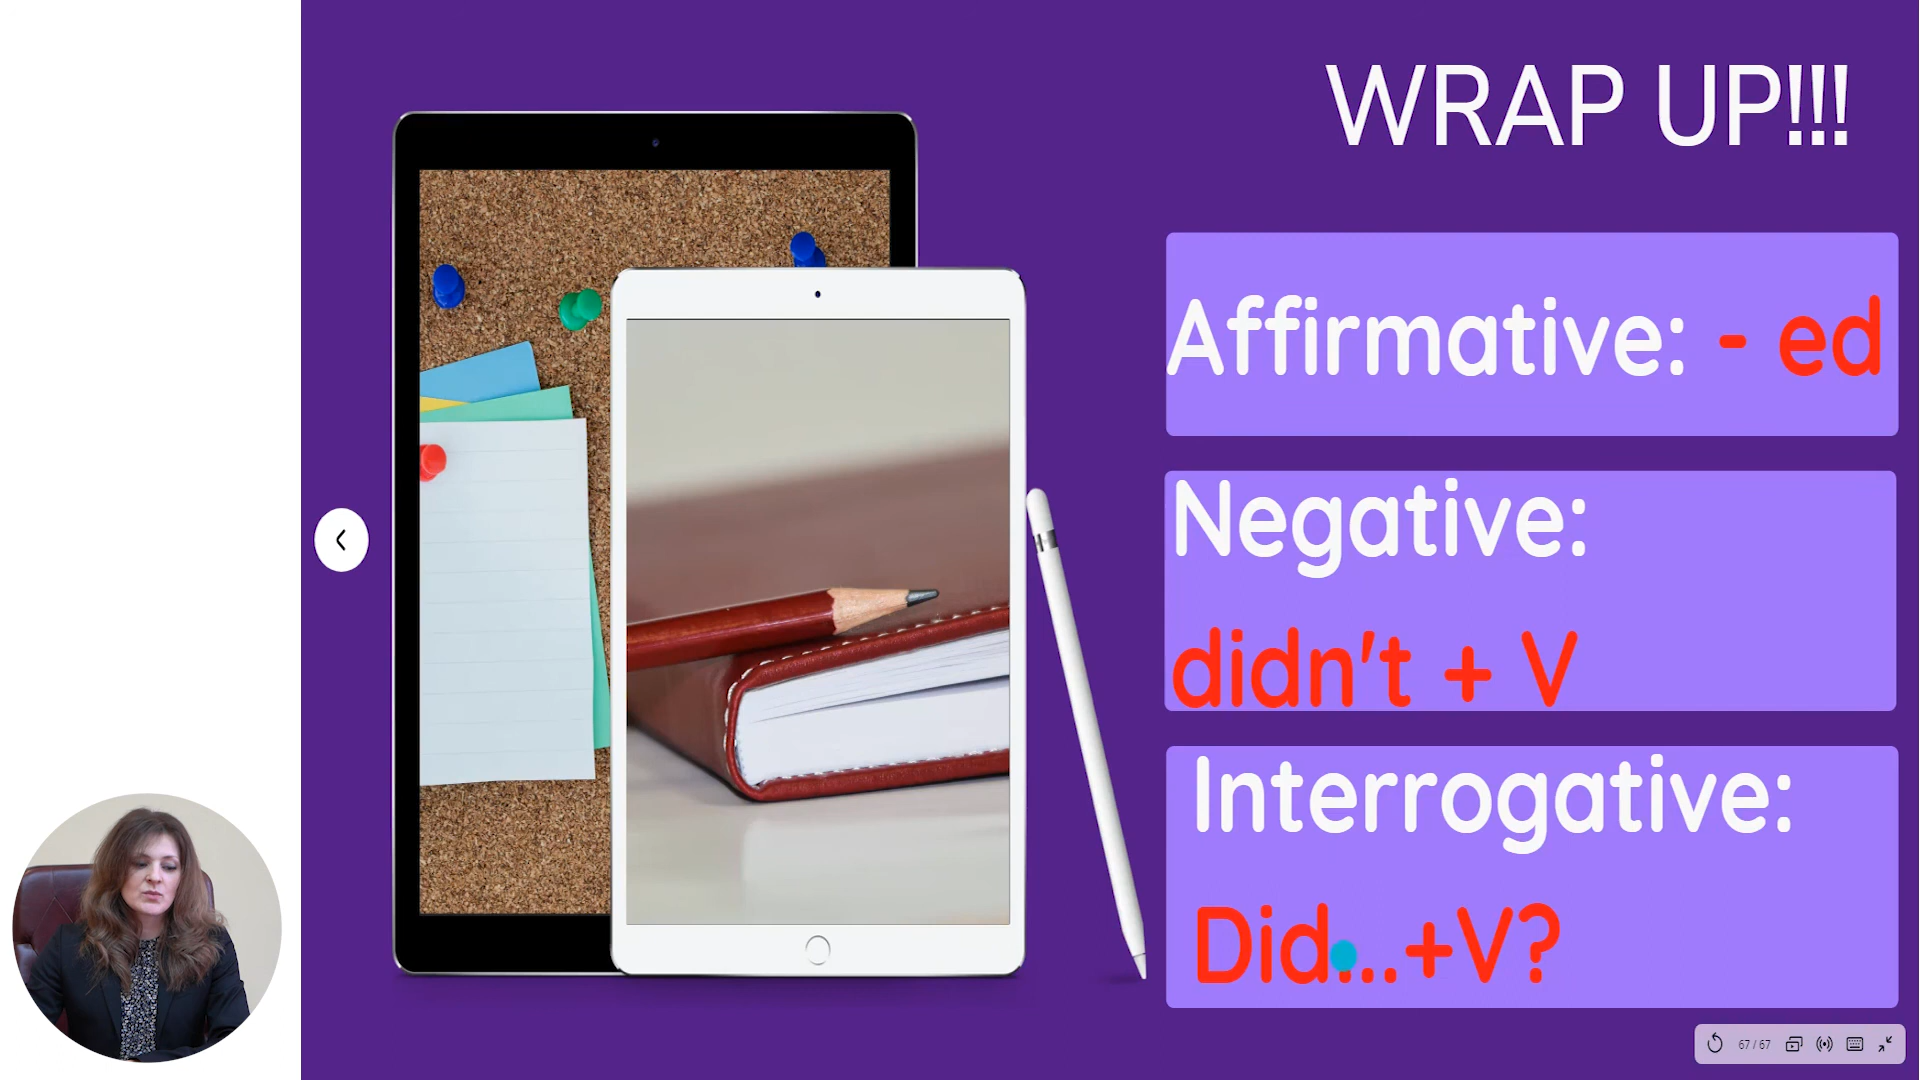 WRAP UP!!!
Affirmative: - ed
Negative:
didn't + V
Interrogative:
Did...+V?
67/67